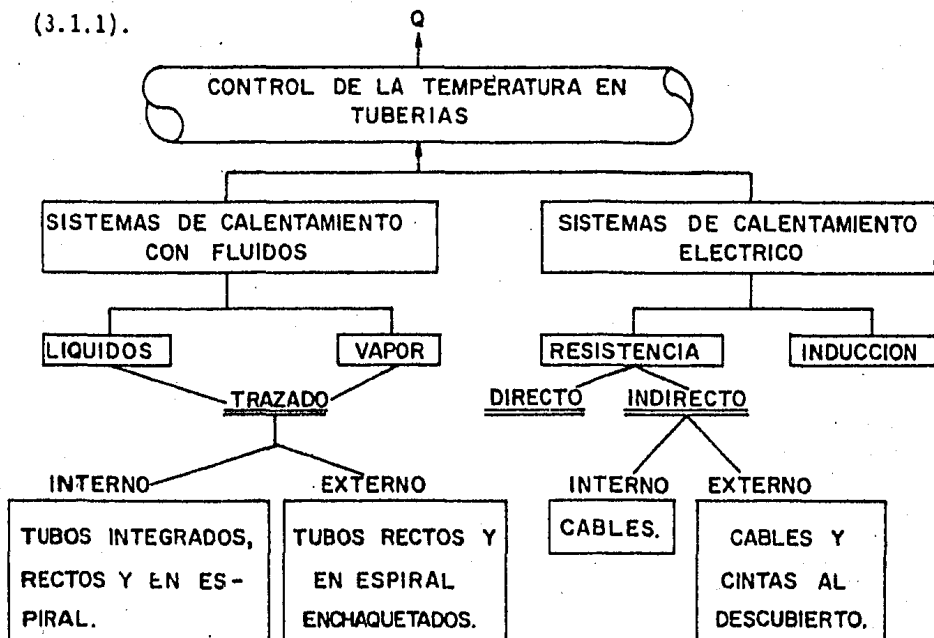 (3.1.1).
Q
CONTROL DE LA TEMPERATURA EN
TUBERIAS
SISTEMAS DE CALENTAMIENTO
CON FLUIDOS
SISTEMAS DE CALENTAMIENTO
ELECTRICO
LIQUIDOS
VAPOR
RESISTENCIA
INDUCCION
TRAZADO
DIRECTO
INDIRECTO
INTERNO
EXTERNO
INTERNO
EXTERNO
TUBOS INTEGRADOS,
RECTOS Y EN ES-
PIRAL.
TUBOS RECTOS Y
EN ESPIRAL
ENCHAQUETADOS.
CABLES.
CABLES Y
CINTAS AL
DESCUBIERTO.